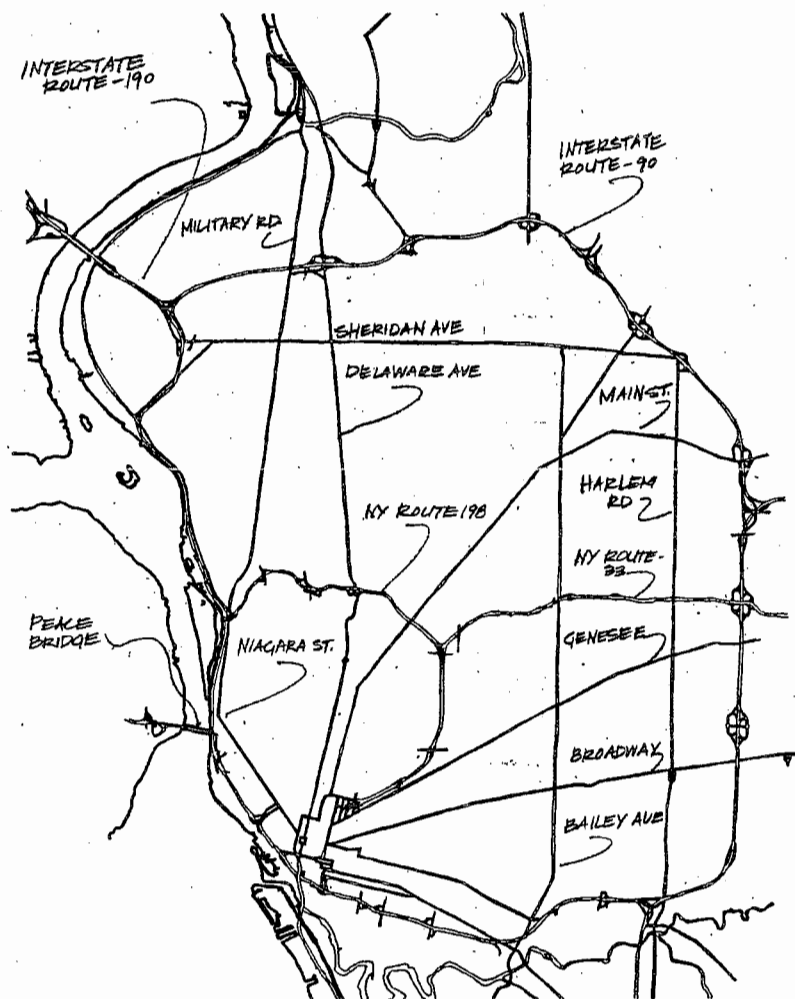 INTERSTATE
ROUTE-190
INTERSTATE
ROUTE-90
MILITARY RD.
SHERIDAN AVE
DELAWARE AVE
MAIN ST.
HARLEM
RD
NY ROUTE 198
NY ROUTE-
33
PEACE
BRIDGE
NIAGARA ST.
GENESEE
BROADWAY
BAILEY AVE